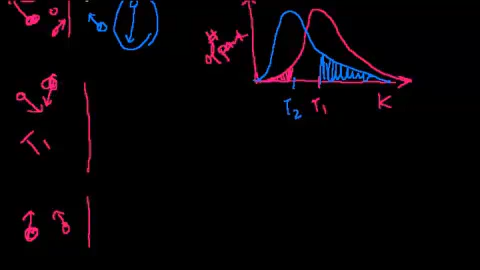 # of part
T₂ T₁ K
T₁